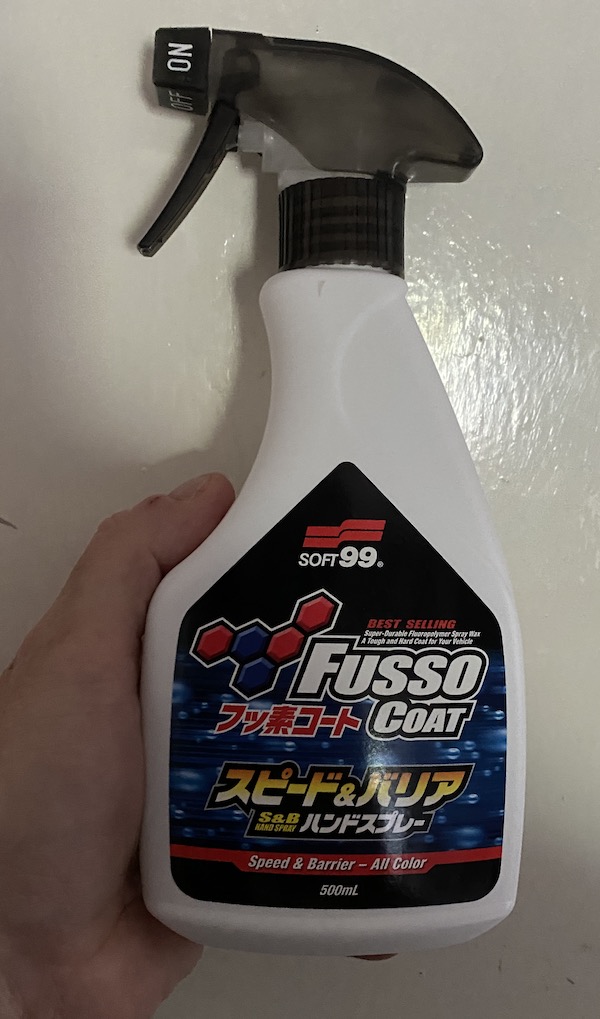 ON
OFF
SOFT99®
BEST SELLING
Super-Durable Fluoropolymer Spray Wax
A Tough and Hard Coat for Your Vehicle
FUSSO
フッ素コート COAT
スピード&バリア
S&B
HAND SPRAY ハンドスプレー
Speed & Barrier – All Color
500mL